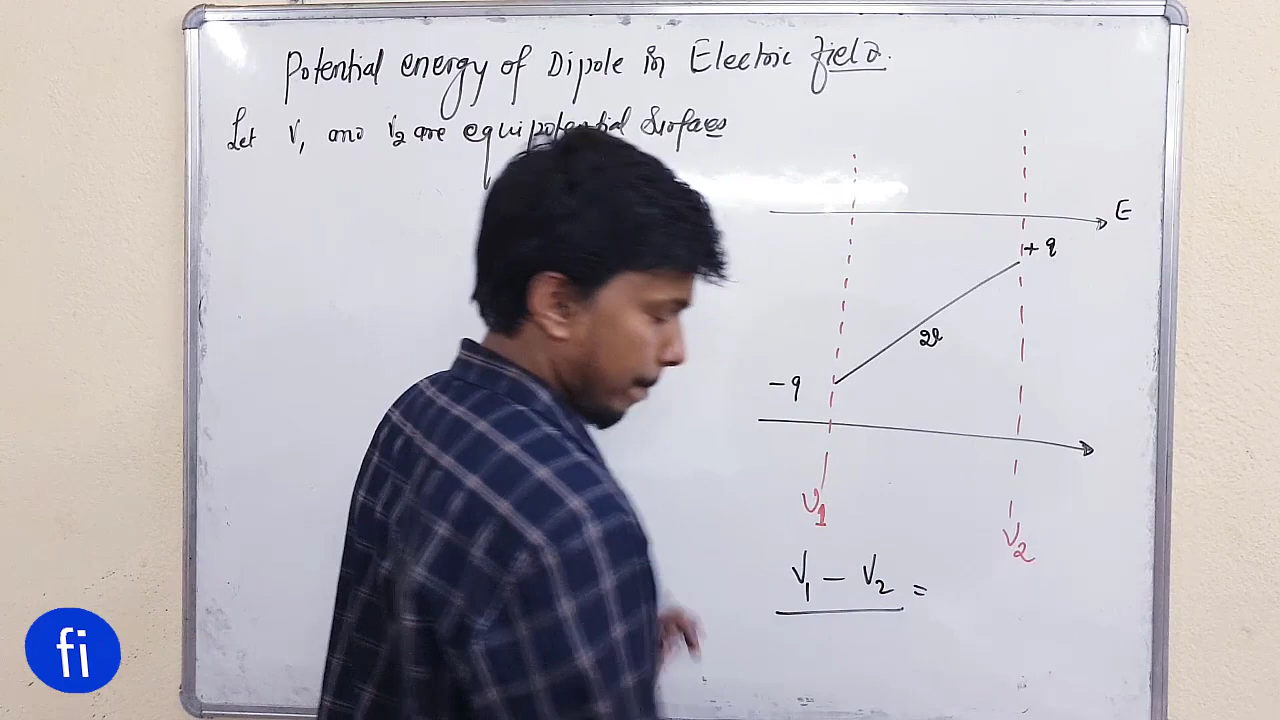 Potential energy of Dipole in Electric field.
Let V1 and V2 are equipotential Surfaces
E
+ q
2l
- q
V1
V2
V1 - V2 =
fi